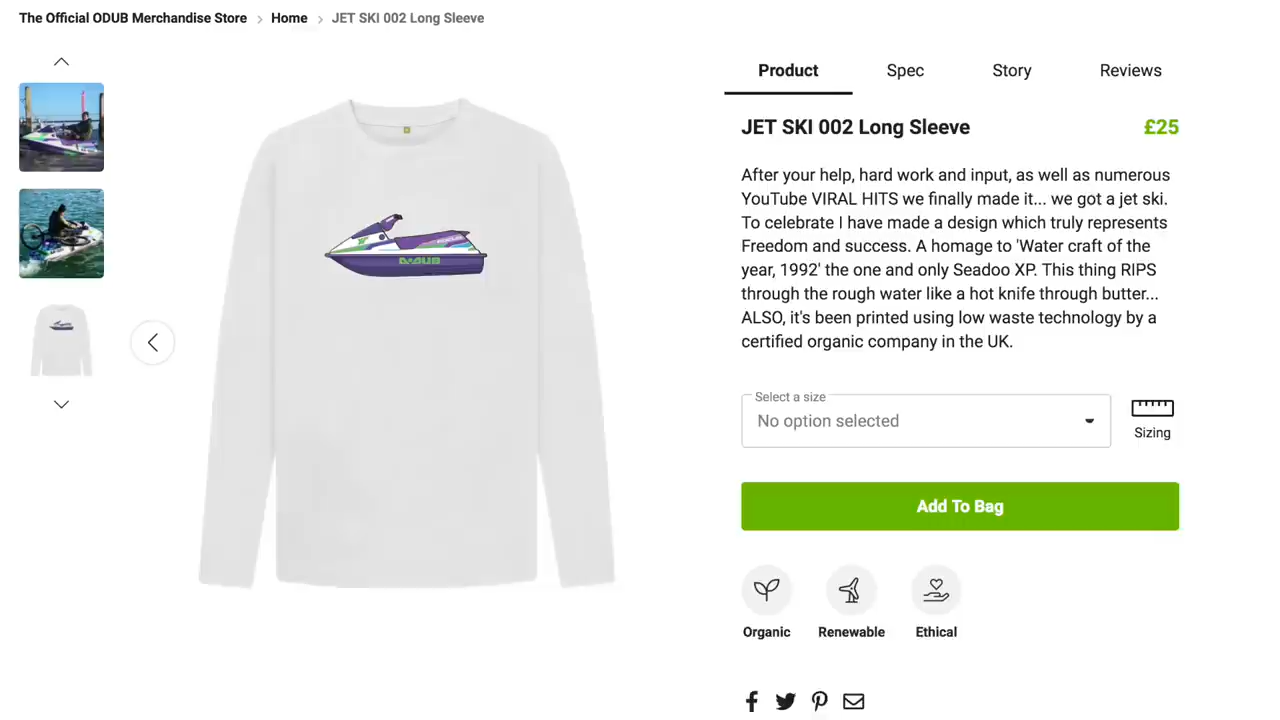 The Official ODUB Merchandise Store > Home > JET SKI 002 Long Sleeve
Product Spec Story Reviews
JET SKI 002 Long Sleeve £25
After your help, hard work and input, as well as numerous
YouTube VIRAL HITS we finally made it... we got a jet ski.
To celebrate I have made a design which truly represents
Freedom and success. A homage to 'Water craft of the
year, 1992' the one and only Seadoo XP. This thing RIPS
through the rough water like a hot knife through butter...
ALSO, it's been printed using low waste technology by a
certified organic company in the UK.
Select a size
No option selected
Sizing
Add To Bag
Organic Renewable Ethical